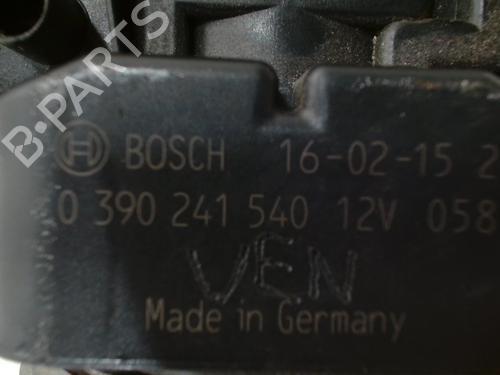 B-PARTS
BOSCH 16-02-15 2
0 390 241 540 12V 058
VEN
Made in Germany